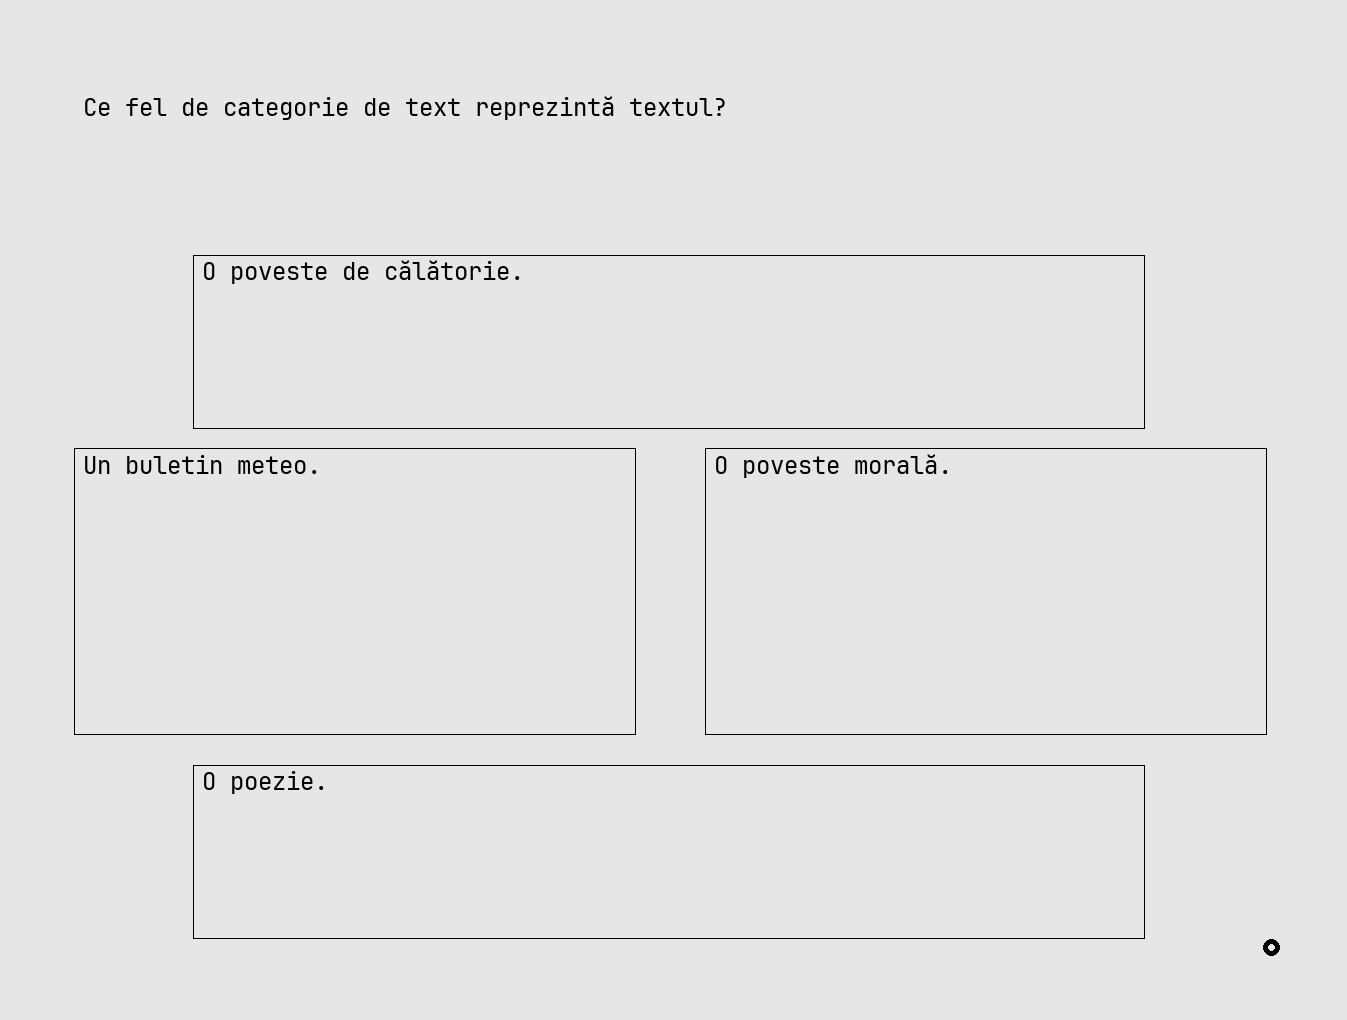 Ce fel de categorie de text reprezintă textul?
O poveste de călătorie.
Un buletin meteo.
O poveste morală.
O poezie.